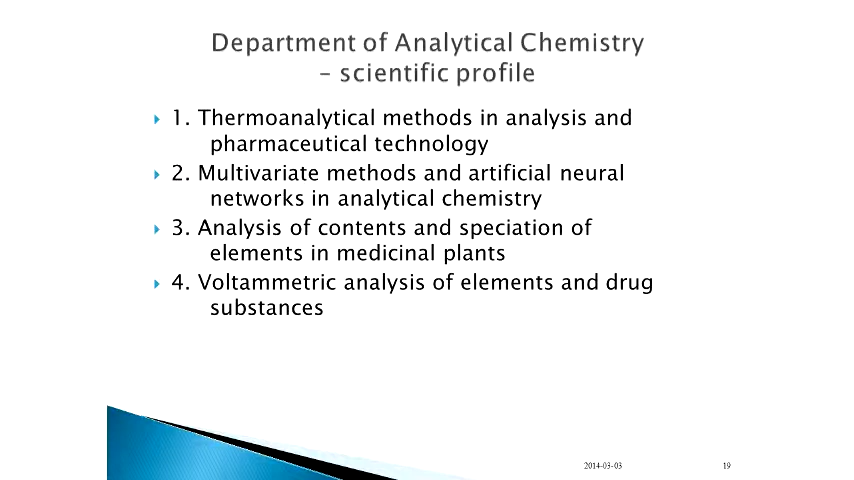 Department of Analytical Chemistry
– scientific profile
1. Thermoanalytical methods in analysis and
pharmaceutical technology
2. Multivariate methods and artificial neural
networks in analytical chemistry
3. Analysis of contents and speciation of
elements in medicinal plants
4. Voltammetric analysis of elements and drug
substances
2014-03-03 19